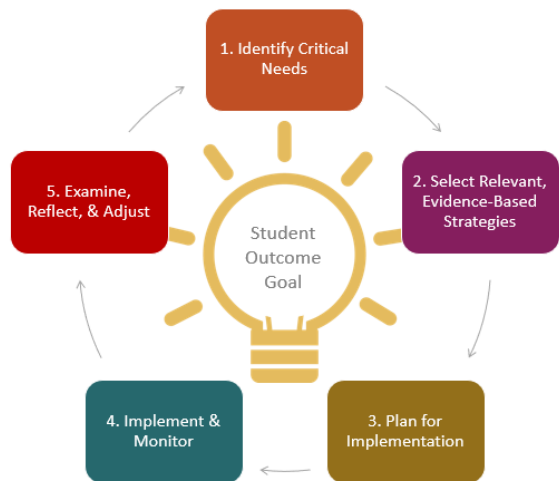 1. Identify Critical
Needs
2. Select Relevant,
Evidence-Based
Strategies
3. Plan for
Implementation
4. Implement &
Monitor
5. Examine,
Reflect, & Adjust
Student
Outcome
Goal